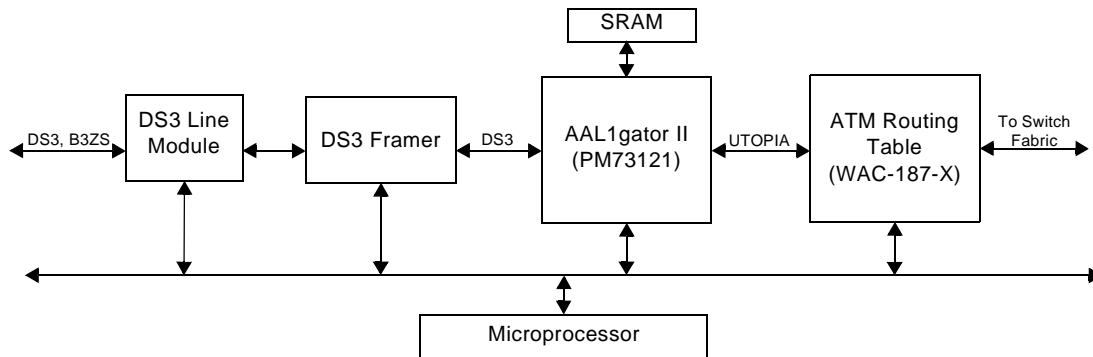 SRAM
DS3, B3ZS
DS3 Line
Module
DS3 Framer
DS3
AAL1gator II
(PM73121)
UTOPIA
ATM Routing
Table
(WAC-187-X)
To Switch
Fabric
Microprocessor